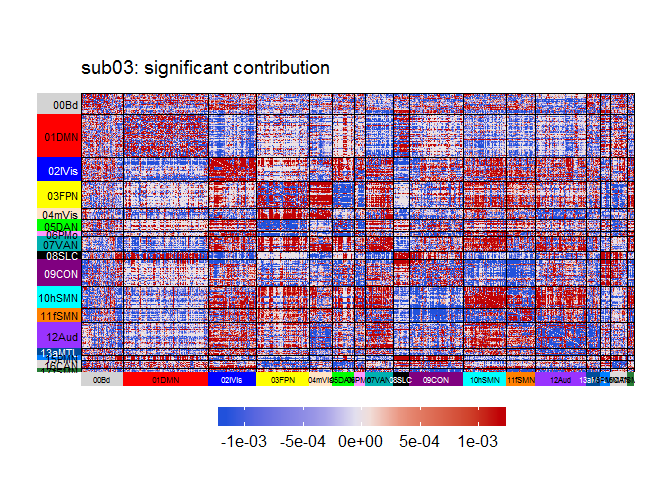 sub03: significant contribution
00Bd
01DMN
02lVis
03FPN
04mVis
05DAN
06PMo
07VAN
08SLC
09CON
10hSMN
11fSMN
12Aud
13aMTL
16CAN
00Bd 01DMN 02lVis 03FPN 04mVis 05DAN 07VAN 08SLC 09CON 10hSMN 11fSMN 12Aud
-1e-03 -5e-04 0e+00 5e-04 1e-03